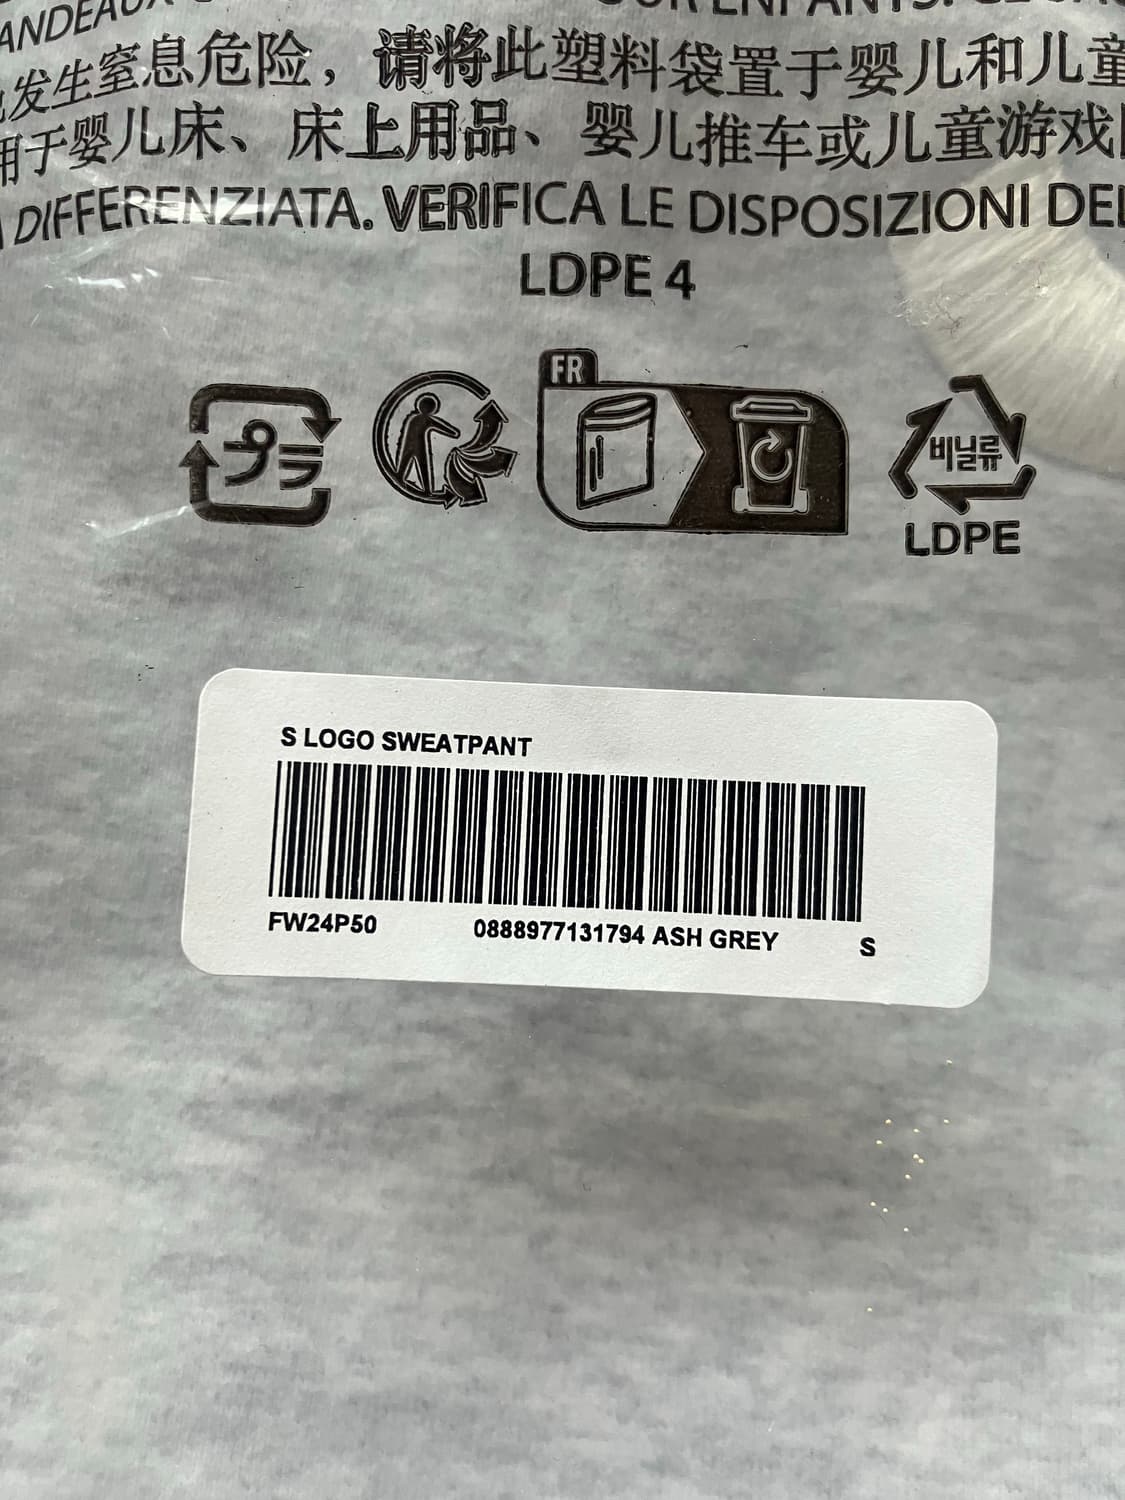 发生窒息危险，请将此塑料袋置于婴儿和儿童
用于婴儿床、床上用品、婴儿推车或儿童游戏
DIFFERENZIATA. VERIFICA LE DISPOSIZIONI DEL
LDPE 4
プラ
FR
비닐류
LDPE
S LOGO SWEATPANT
FW24P50 0888977131794 ASH GREY S